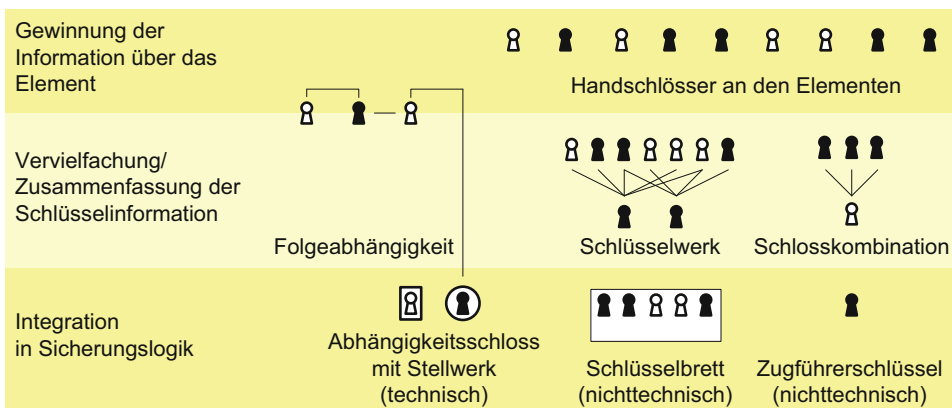 Gewinnung der
Information über das
Element
Handschlösser an den Elementen
Vervielfachung/
Zusammenfassung der
Schlüsselinformation
Folgeabhängigkeit
Schlüsselwerk
Schlosskombination
Integration
in Sicherungslogik
Abhängigkeitsschloss
mit Stellwerk
(technisch)
Schlüsselbrett
(nichttechnisch)
Zugführerschlüssel
(nichttechnisch)